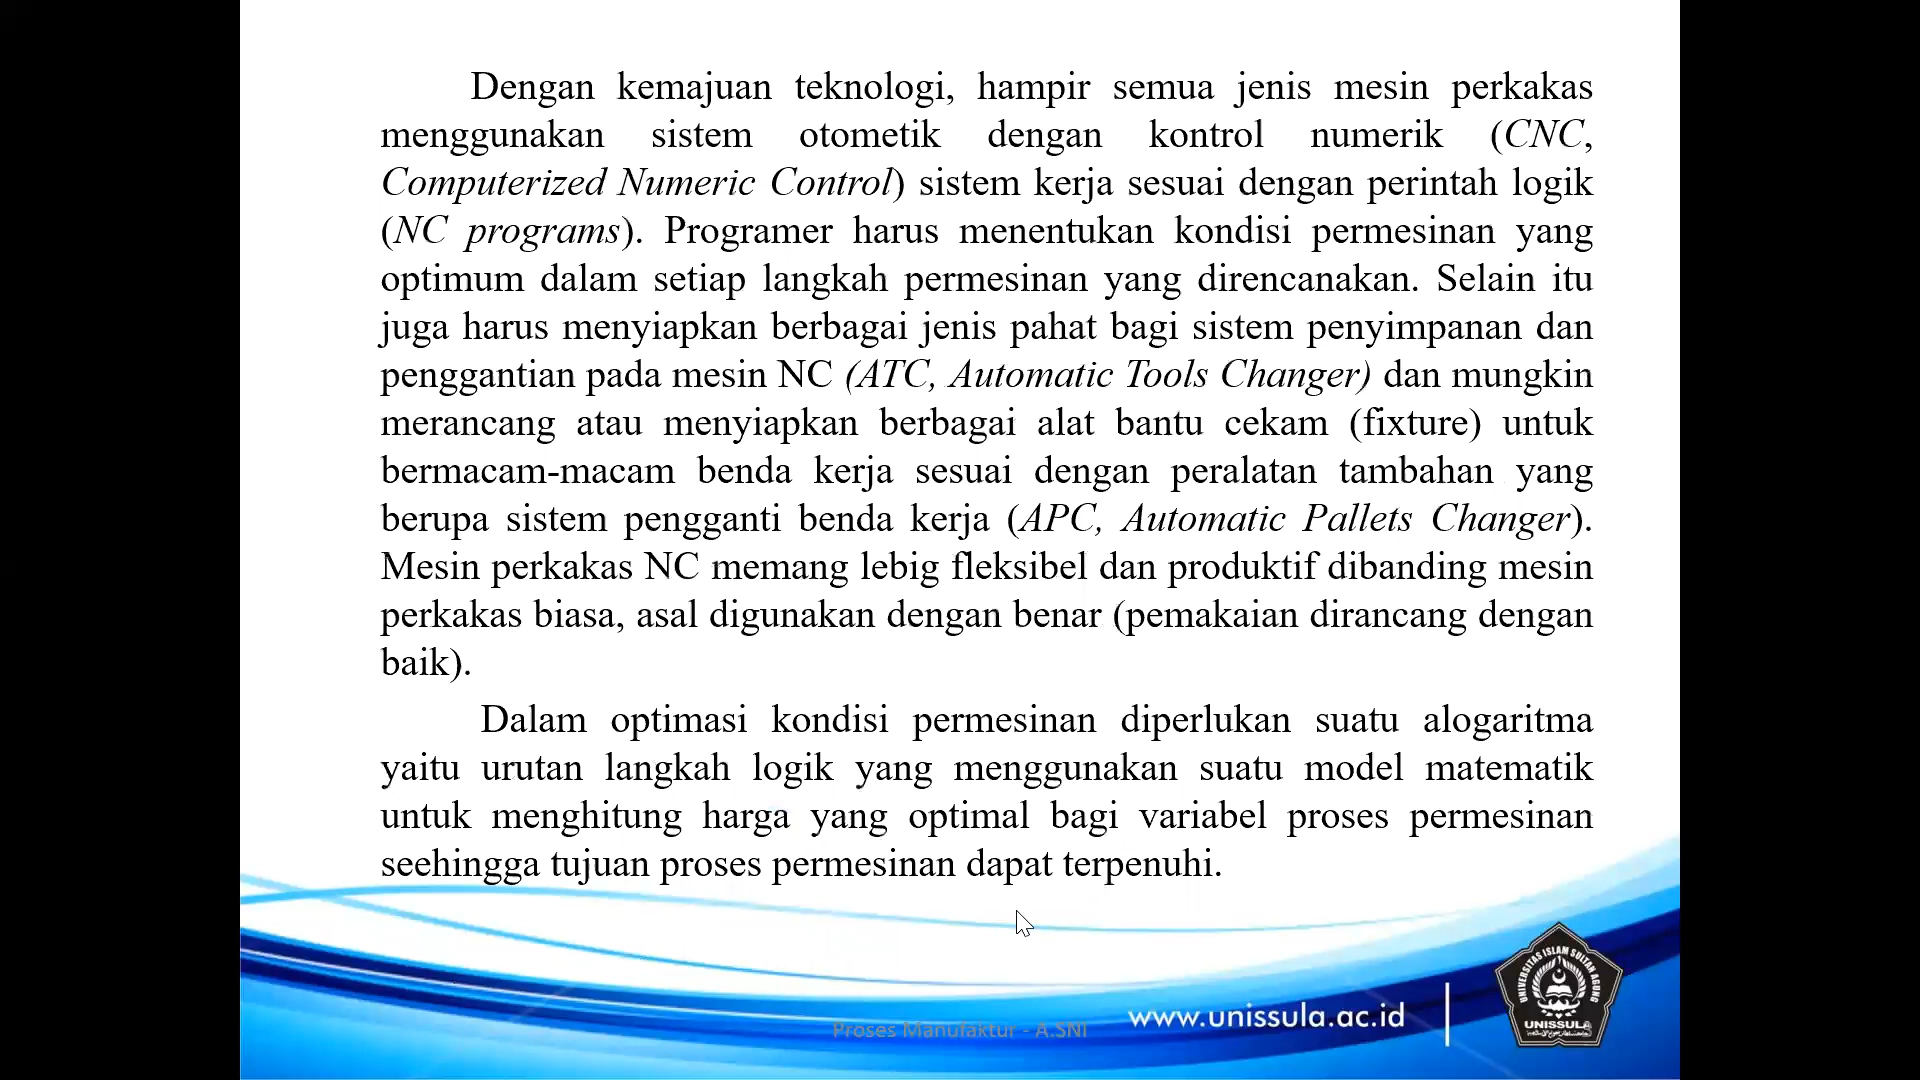 Dengan kemajuan teknologi, hampir semua jenis mesin perkakas
menggunakan sistem otometik dengan kontrol numerik (CNC,
Computerized Numeric Control) sistem kerja sesuai dengan perintah logik
(NC programs). Programer harus menentukan kondisi permesinan yang
optimum dalam setiap langkah permesinan yang direncanakan. Selain itu
juga harus menyiapkan berbagai jenis pahat bagi sistem penyimpanan dan
penggantian pada mesin NC (ATC, Automatic Tools Changer) dan mungkin
merancang atau menyiapkan berbagai alat bantu cekam (fixture) untuk
bermacam-macam benda kerja sesuai dengan peralatan tambahan yang
berupa sistem pengganti benda kerja (APC, Automatic Pallets Changer).
Mesin perkakas NC memang lebig fleksibel dan produktif dibanding mesin
perkakas biasa, asal digunakan dengan benar (pemakaian dirancang dengan
baik).
Dalam optimasi kondisi permesinan diperlukan suatu alogaritma
yaitu urutan langkah logik yang menggunakan suatu model matematik
untuk menghitung harga yang optimal bagi variabel proses permesinan
seehingga tujuan proses permesinan dapat terpenuhi.
Proses Manufaktur - A.SNI
www.unissula.ac.id
UNIVERSITAS ISLAM SULTAN AGUNG
UNISSULA